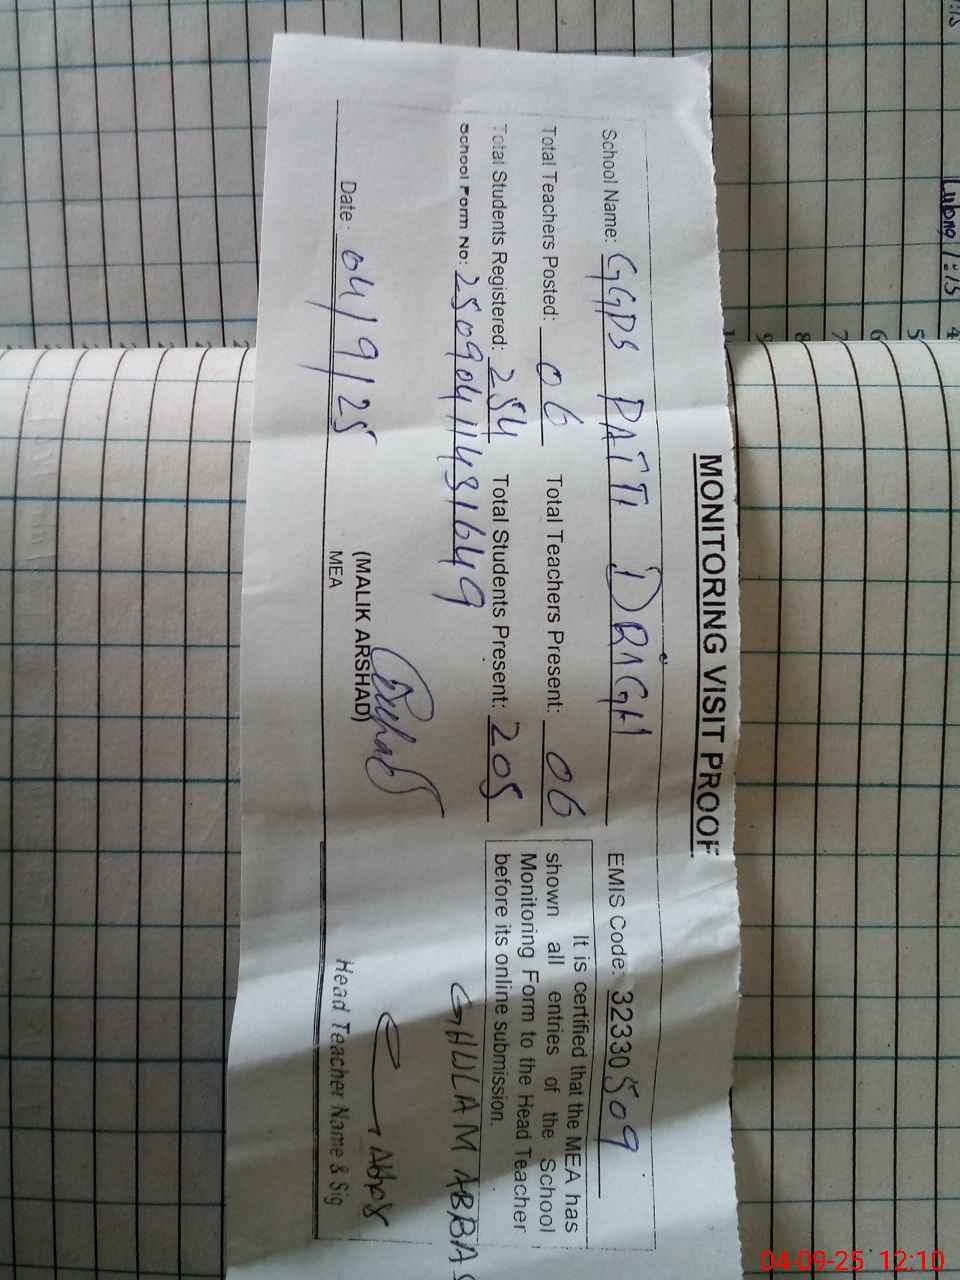 MONITORING VISIT PROOF
School Name: GGPS PATTI DRAGH EMIS Code: 32330509
Total Teachers Posted: 06 Total Teachers Present: 06
Total Students Registered: 254 Total Students Present: 205
School Form No: 25090411431649
It is certified that the MEA has
shown all entries of the School
Monitoring Form to the Head Teacher
before its online submission.
GHULAM ABBAS
Abbas
Date: 04/9/25
(MALIK ARSHAD)
MEA
Head Teacher Name & Sig
04-09-25 12:10